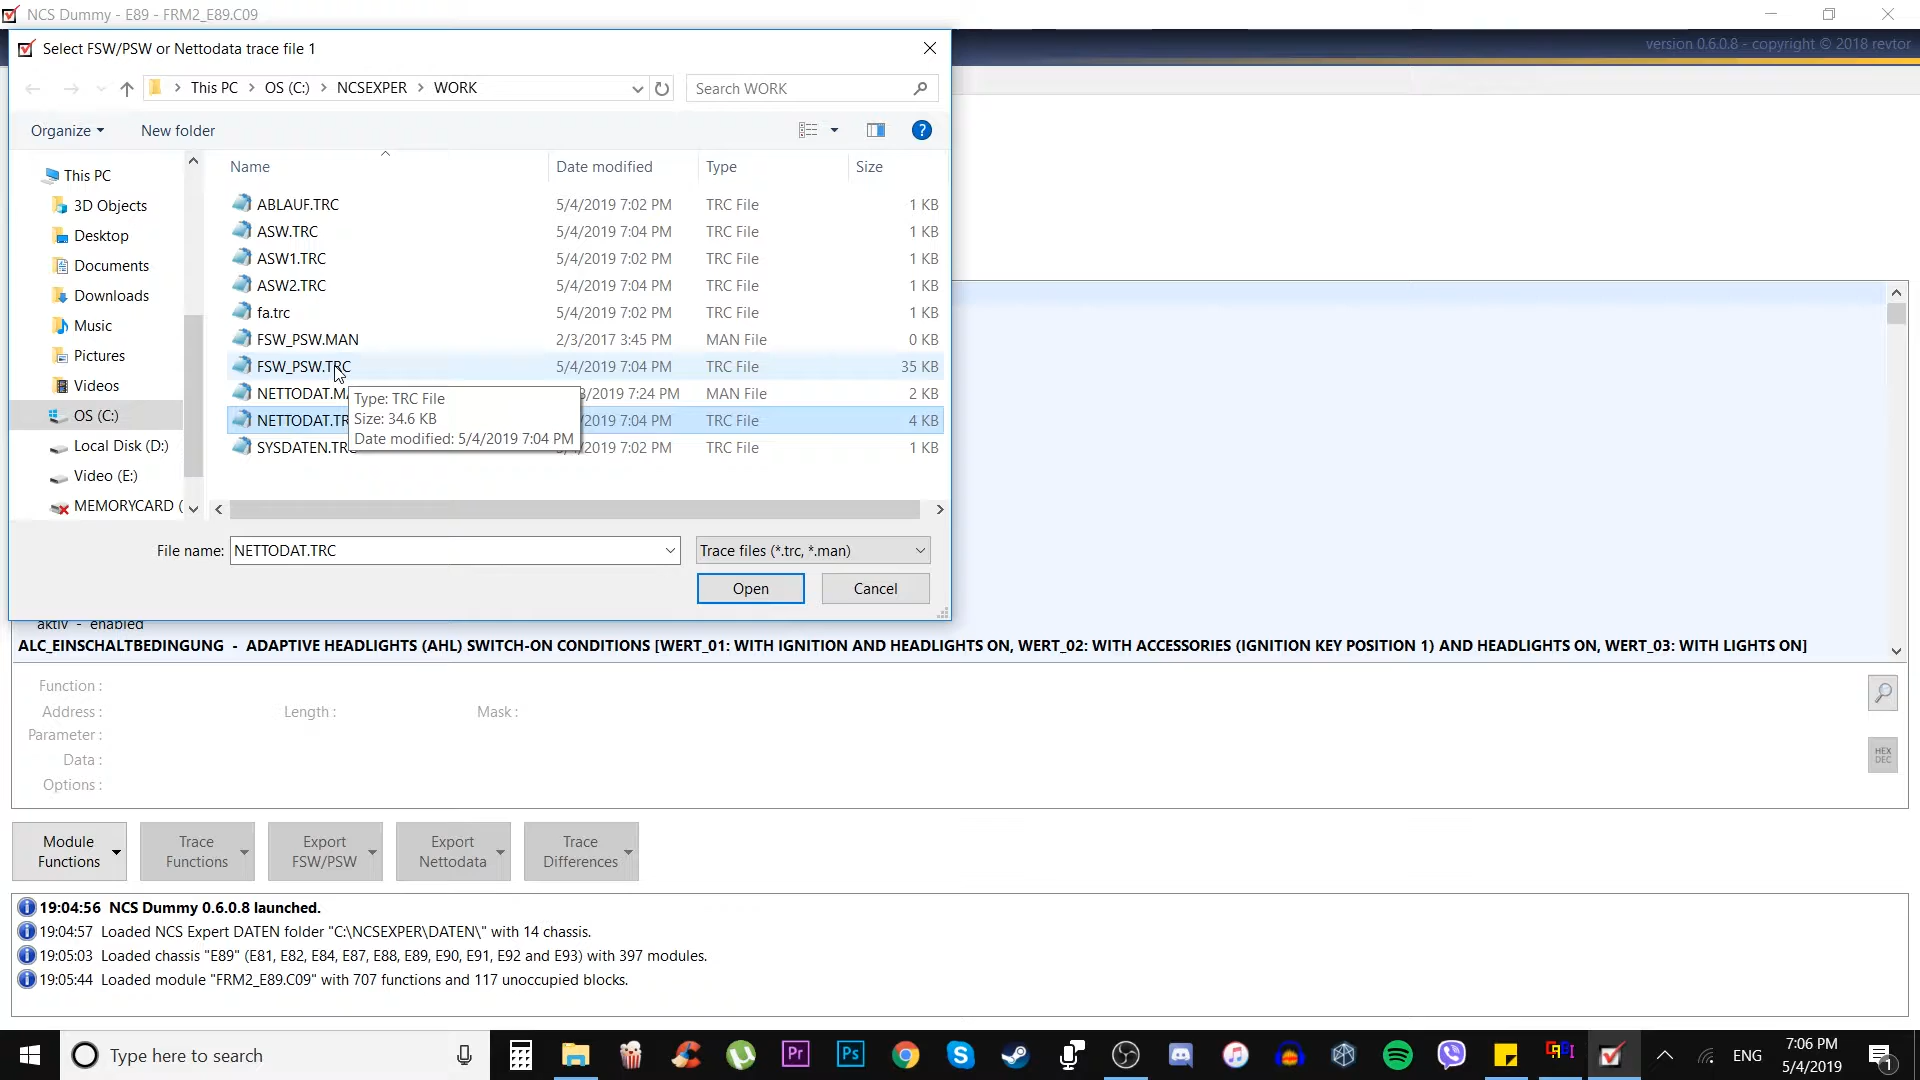 NCS Dummy - E89 - FRM2_E89.C09
version 0.6.0.8 - copyright © 2018 revtor
Select FSW/PSW or Nettodata trace file 1
This PC > OS (C:) > NCSEXPER > WORK
Search WORK
Organize
New folder
Name Date modified Type Size
This PC
3D Objects
Desktop
Documents
Downloads
Music
Pictures
Videos
OS (C:)
Local Disk (D:)
Video (E:)
MEMORYCARD (
ABLAUF.TRC 5/4/2019 7:02 PM TRC File 1 KB
ASW.TRC 5/4/2019 7:04 PM TRC File 1 KB
ASW1.TRC 5/4/2019 7:02 PM TRC File 1 KB
ASW2.TRC 5/4/2019 7:04 PM TRC File 1 KB
fa.trc 5/4/2019 7:02 PM TRC File 1 KB
FSW_PSW.MAN 2/3/2017 3:45 PM MAN File 0 KB
FSW_PSW.TRC 5/4/2019 7:04 PM TRC File 35 KB
NETTODAT.MA 3/2019 7:24 PM MAN File 2 KB
NETTODAT.TR 2019 7:04 PM TRC File 4 KB
SYSDATEN.TRC 2019 7:02 PM TRC File 1 KB
Type: TRC File
Size: 34.6 KB
Date modified: 5/4/2019 7:04 PM
File name: NETTODAT.TRC
Trace files (*.trc, *.man)
Open
Cancel
aktiv - enabled
ALC_EINSCHALTBEDINGUNG - ADAPTIVE HEADLIGHTS (AHL) SWITCH-ON CONDITIONS [WERT_01: WITH IGNITION AND HEADLIGHTS ON, WERT_02: WITH ACCESSORIES (IGNITION KEY POSITION 1) AND HEADLIGHTS ON, WERT_03: WITH LIGHTS ON]
Function :
Address : Length : Mask :
Parameter :
Data :
Options :
HEX
DEC
Module
Functions
Trace
Functions
Export
FSW/PSW
Export
Nettodata
Trace
Differences
19:04:56 NCS Dummy 0.6.0.8 launched.
19:04:57 Loaded NCS Expert DATEN folder "C:\NCSEXPER\DATEN\" with 14 chassis.
19:05:03 Loaded chassis "E89" (E81, E82, E84, E87, E88, E89, E90, E91, E92 and E93) with 397 modules.
19:05:44 Loaded module "FRM2_E89.C09" with 707 functions and 117 unoccupied blocks.
Type here to search
Pr
Ps
ENG
7:06 PM
5/4/2019
1